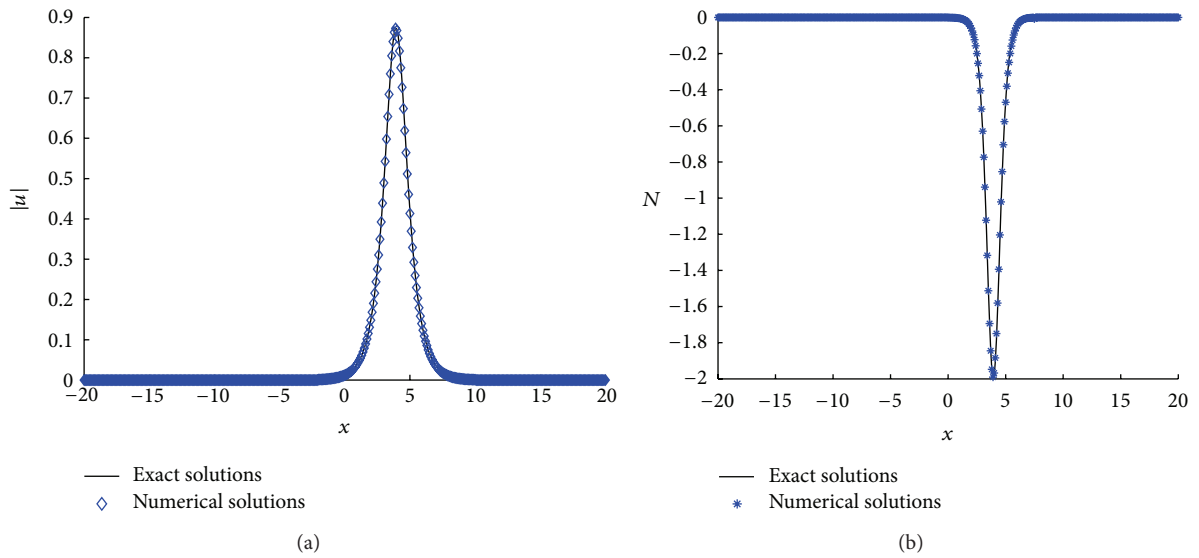 0.9
0.8
0.7
0.6
0.5
0.4
0.3
0.2
0.1
0
|u|
−20 −15 −10 −5 0 5 10 15 20
x
Exact solutions
Numerical solutions
(a)
0
−0.2
−0.4
−0.6
−0.8
−1
−1.2
−1.4
−1.6
−1.8
−2
N
−20 −15 −10 −5 0 5 10 15 20
x
Exact solutions
Numerical solutions
(b)